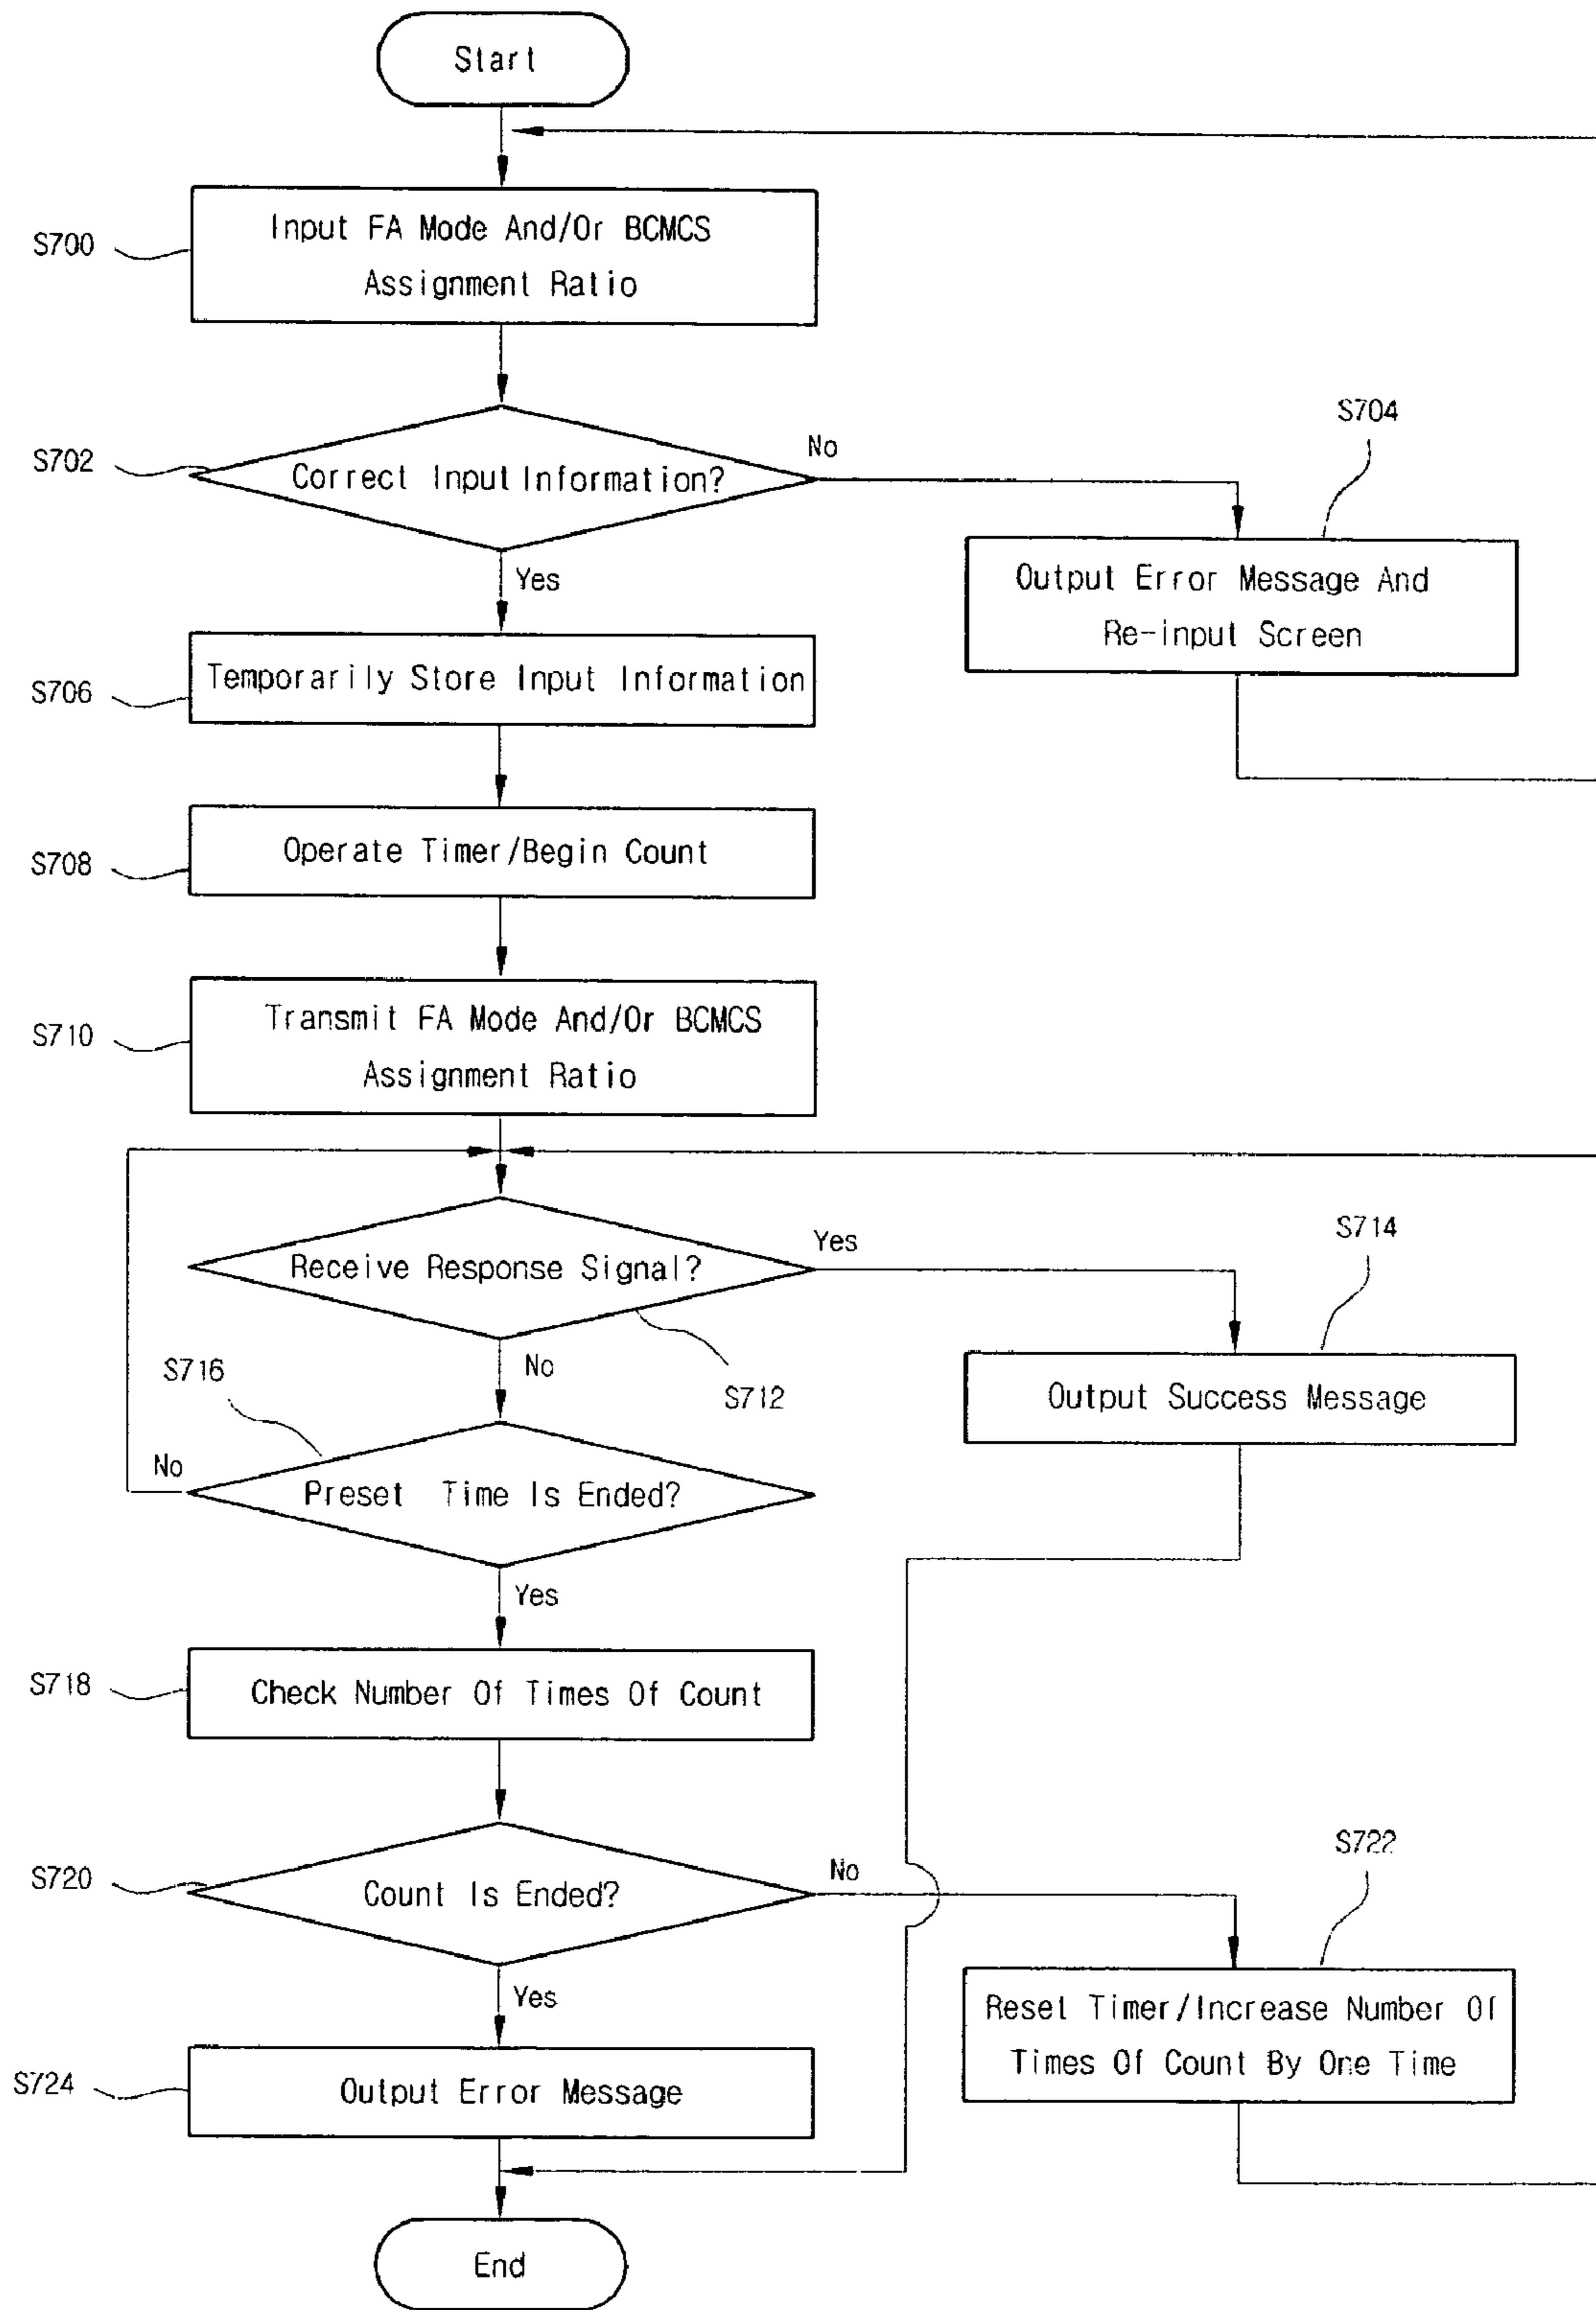 Start
S700
Input FA Mode And/Or BCMCS
Assignment Ratio
S702
Correct Input Information?
No
Yes
S704
Output Error Message And
Re-input Screen
S706
Temporarily Store Input Information
S708
Operate Timer/Begin Count
S710
Transmit FA Mode And/Or BCMCS
Assignment Ratio
Receive Response Signal?
Yes
No
S712
S714
Output Success Message
S716
No
Preset Time Is Ended?
Yes
S718
Check Number Of Times Of Count
S720
Count Is Ended?
No
Yes
S722
Reset Timer/Increase Number Of
Times Of Count By One Time
S724
Output Error Message
End